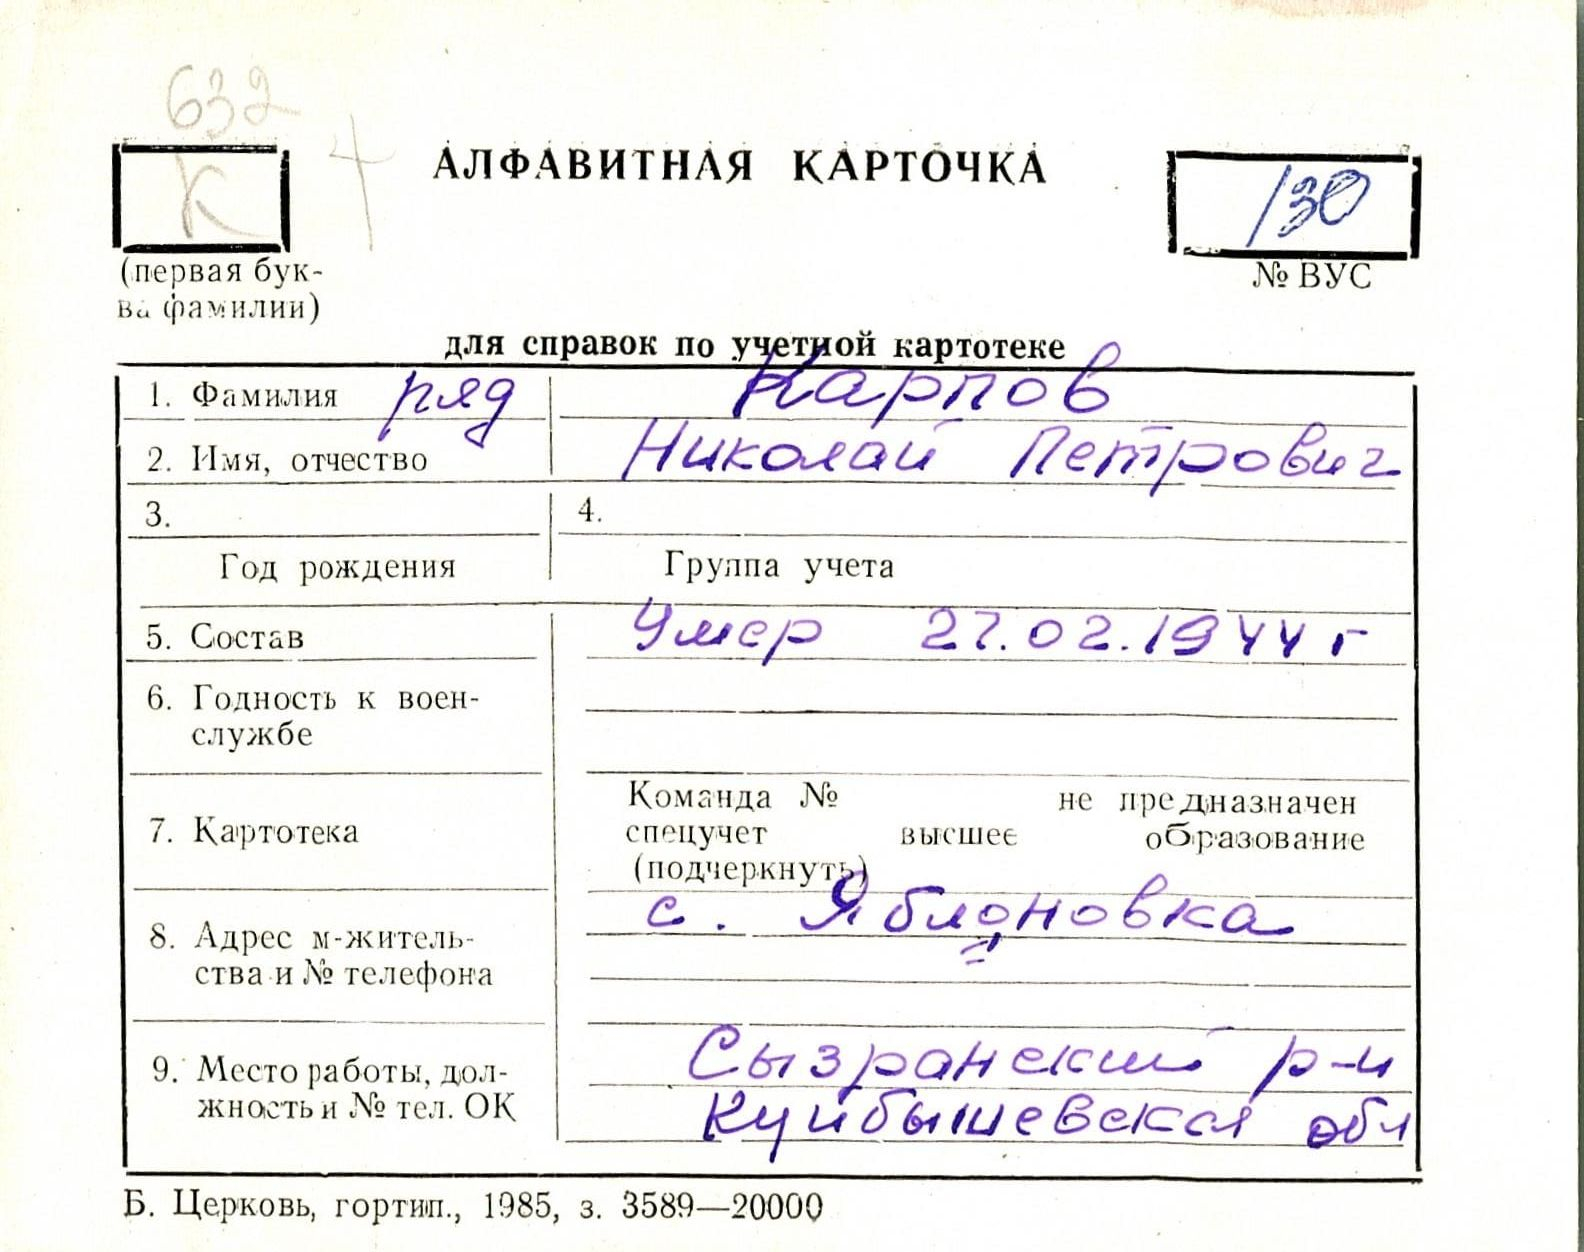 632
К 4
АЛФАВИТНАЯ КАРТОЧКА
130
(первая бук-
ва фамилии)
№ ВУС
для справок по учетной картотеке
1. Фамилия ряд Карпов
2. Имя, отчество Николай Петрович
3. 4.
Год рождения Группа учета
5. Состав Умер 27.02.1944 г
6. Годность к воен-
службе
Команда № не предназначен
7. Картотека спецучет высшее образование
(подчеркнуть)
с. Яблоновка
8. Адрес м-житель-
ства и № телефона
Сызранский р-н
9. Место работы, дол-
жность и № тел. ОК Куйбышевская обл
Б. Церковь, гортип., 1985, з. 3589—20000